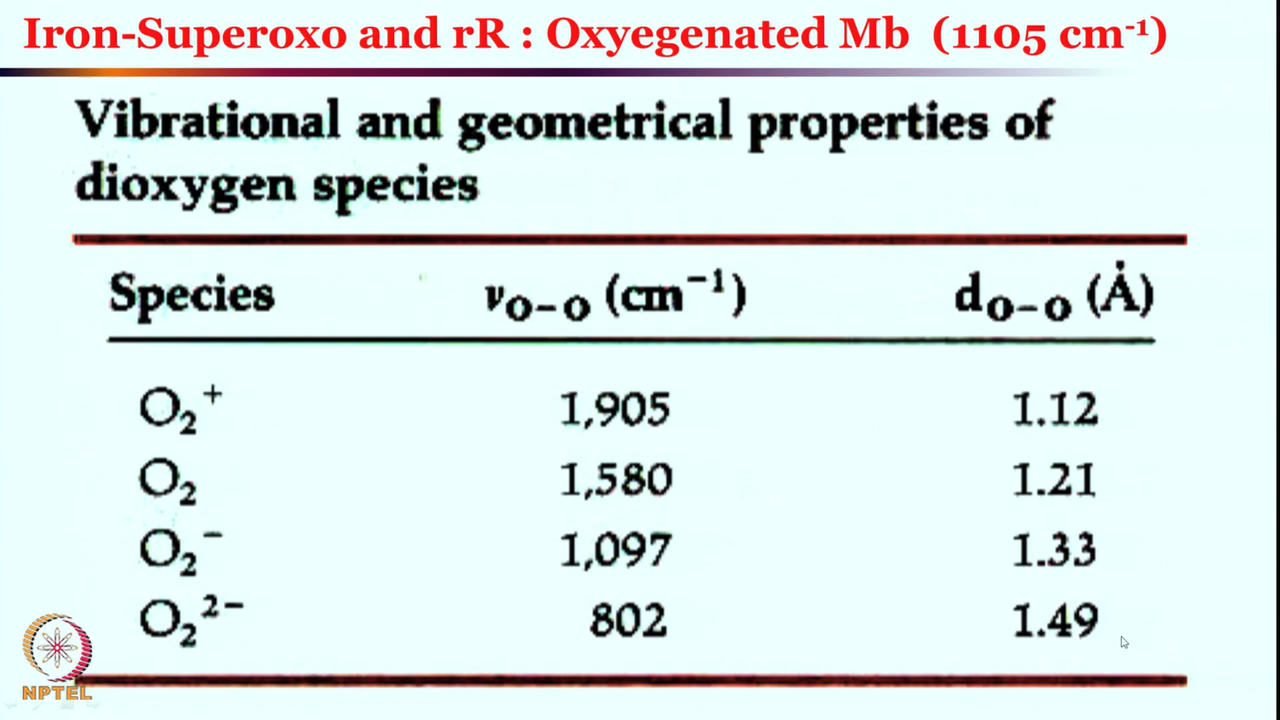 Iron-Superoxo and rR : Oxyegenated Mb (1105 cm⁻¹)
Vibrational and geometrical properties of
dioxygen species
Species ν O–O (cm⁻¹) d O–O (Å)
O₂⁺ 1,905 1.12
O₂ 1,580 1.21
O₂⁻ 1,097 1.33
O₂²⁻ 802 1.49
NPTEL